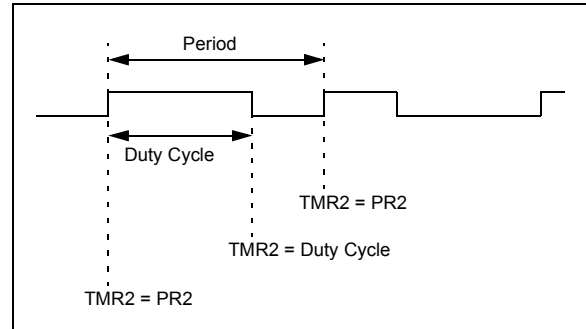 Period
Duty Cycle
TMR2 = PR2
TMR2 = Duty Cycle
TMR2 = PR2